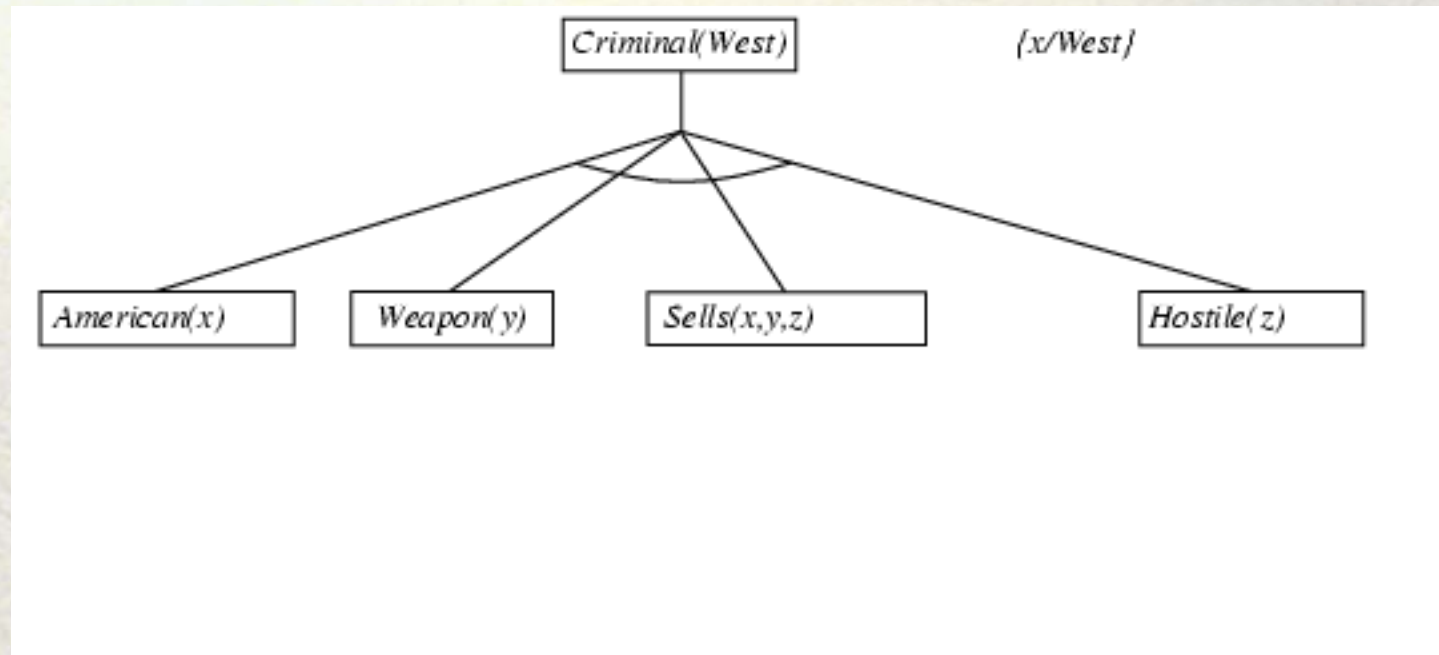 Criminal(West) {x/West}
American(x) Weapon(y) Sells(x,y,z) Hostile(z)